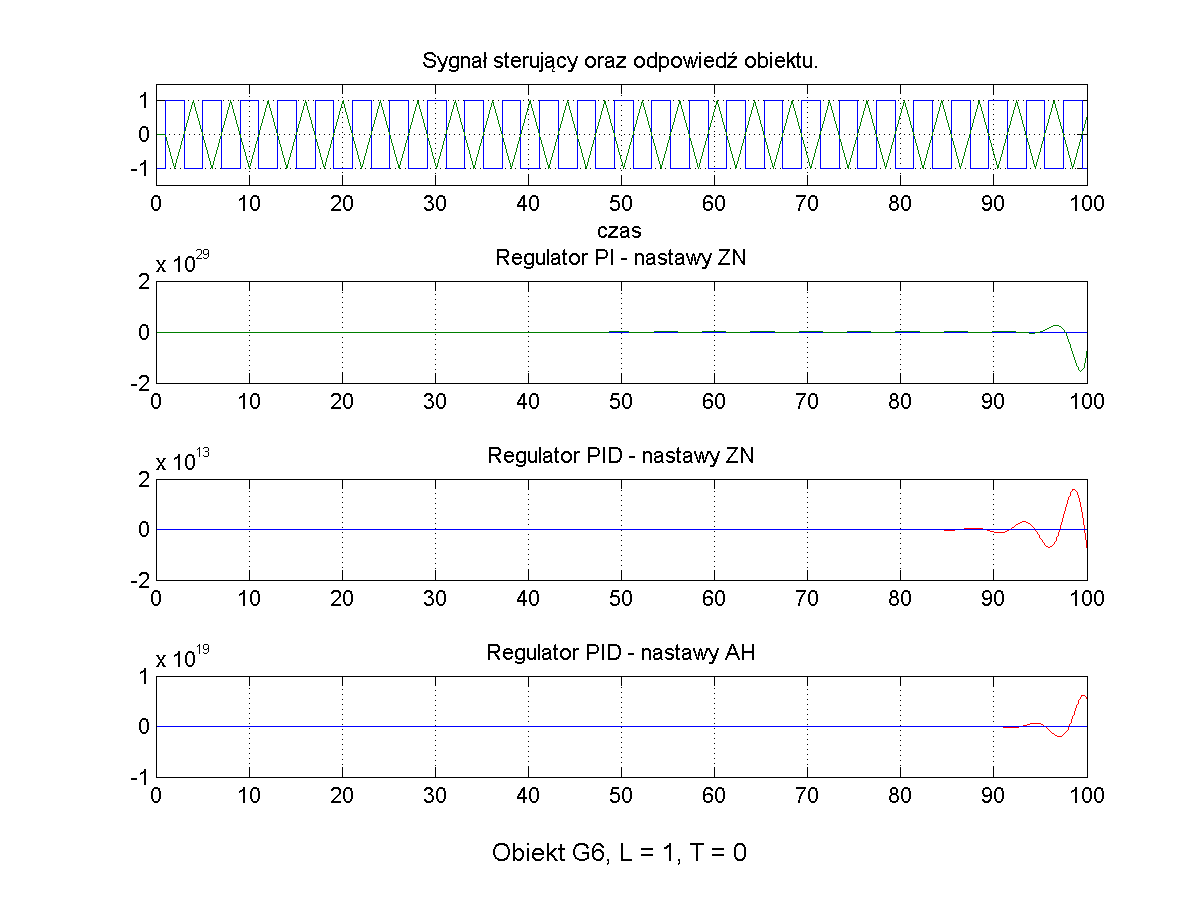 Sygnał sterujący oraz odpowiedź obiektu.
1
0
-1
0 10 20 30 40 50 60 70 80 90 100
czas
Regulator PI - nastawy ZN
x 10^29
2
0
-2
0 10 20 30 40 50 60 70 80 90 100
Regulator PID - nastawy ZN
x 10^13
2
0
-2
0 10 20 30 40 50 60 70 80 90 100
Regulator PID - nastawy AH
x 10^19
1
0
-1
0 10 20 30 40 50 60 70 80 90 100
Obiekt G6, L = 1, T = 0